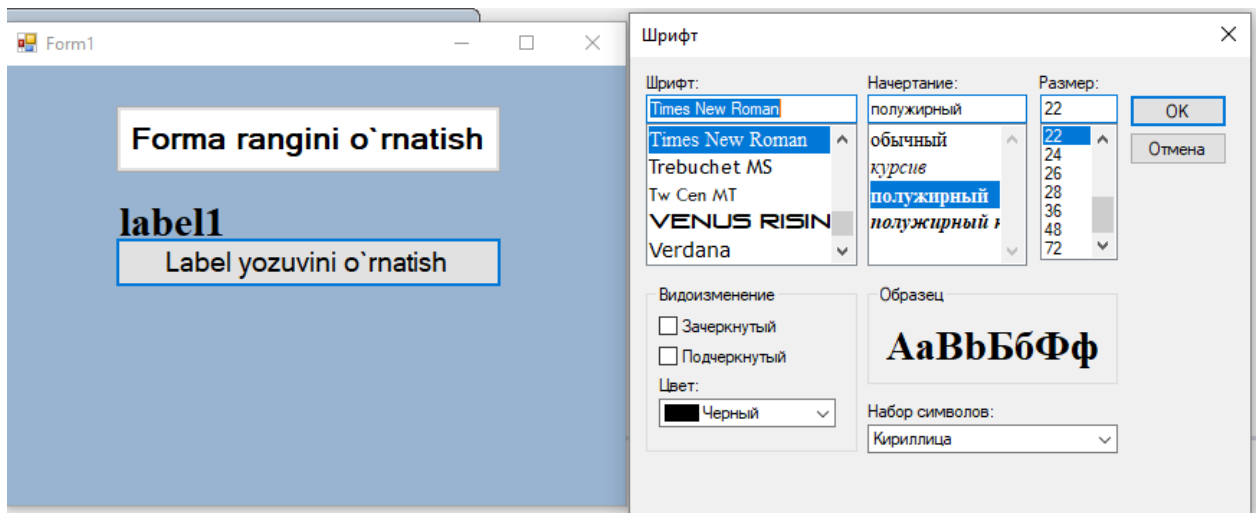 Form1
Forma rangini o`rnatish
label1
Label yozuvini o`rnatish
Шрифт
Шрифт:
Times New Roman
Times New Roman
Trebuchet MS
Tw Cen MT
VENUS RISIN
Verdana
Начертание:
полужирный
обычный
курсив
полужирный
полужирный
Размер:
22
22
24
26
28
36
48
72
OK
Отмена
Видоизменение
Зачеркнутый
Подчеркнутый
Цвет:
Черный
Образец
АаBbБбФф
Набор символов:
Кириллица